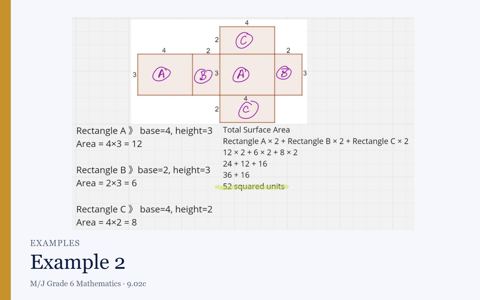 4
2
C
4
2
2
3
A
B
3
A
B
3
4
2
C
Rectangle A 》 base=4, height=3
Area = 4×3 = 12
Rectangle B 》base=2, height=3
Area = 2×3 = 6
Rectangle C 》 base=4, height=2
Area = 4×2 = 8
Total Surface Area
Rectangle A × 2 + Rectangle B × 2 + Rectangle C × 2
12 × 2 + 6 × 2 + 8 × 2
24 + 12 + 16
36 + 16
52 squared units
EXAMPLES
Example 2
M/J Grade 6 Mathematics - 9.02c